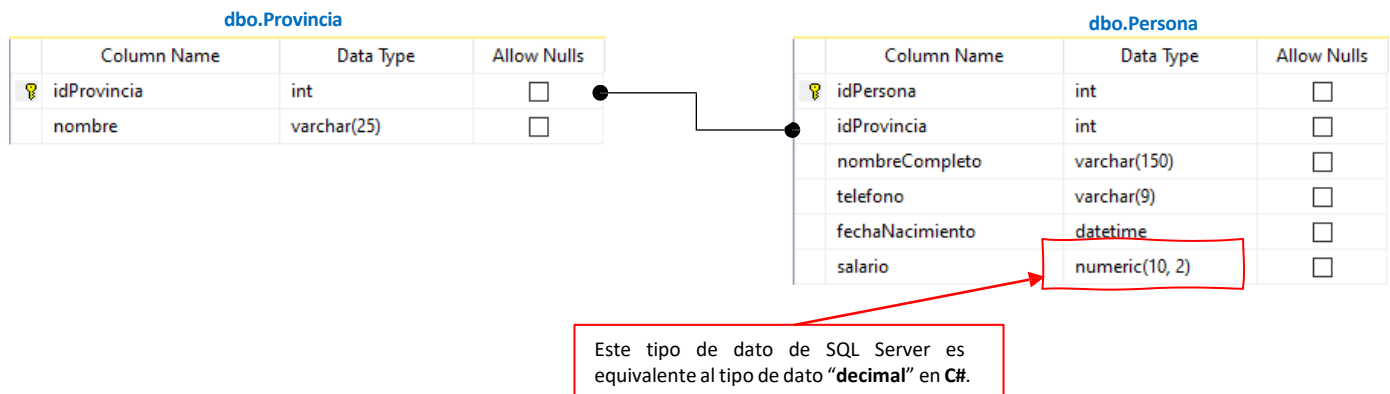 dbo.Provincia
Column Name Data Type Allow Nulls
idProvincia int
nombre varchar(25)
dbo.Persona
Column Name Data Type Allow Nulls
idPersona int
idProvincia int
nombreCompleto varchar(150)
telefono varchar(9)
fechaNacimiento datetime
salario numeric(10, 2)
Este tipo de dato de SQL Server es
equivalente al tipo de dato “decimal” en C#.